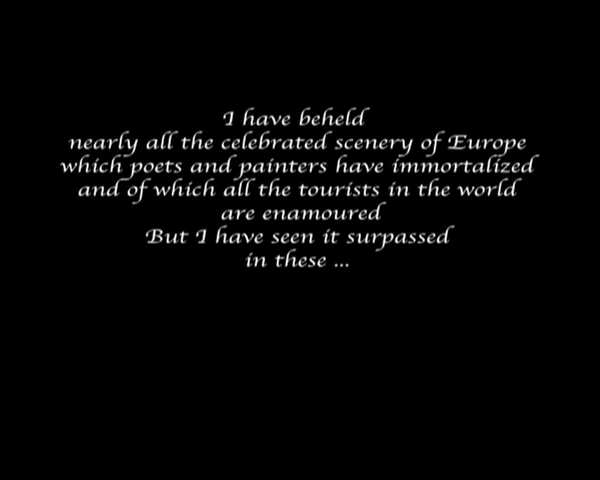 I have beheld
nearly all the celebrated scenery of Europe
which poets and painters have immortalized
and of which all the tourists in the world
are enamoured
But I have seen it surpassed
in these ...